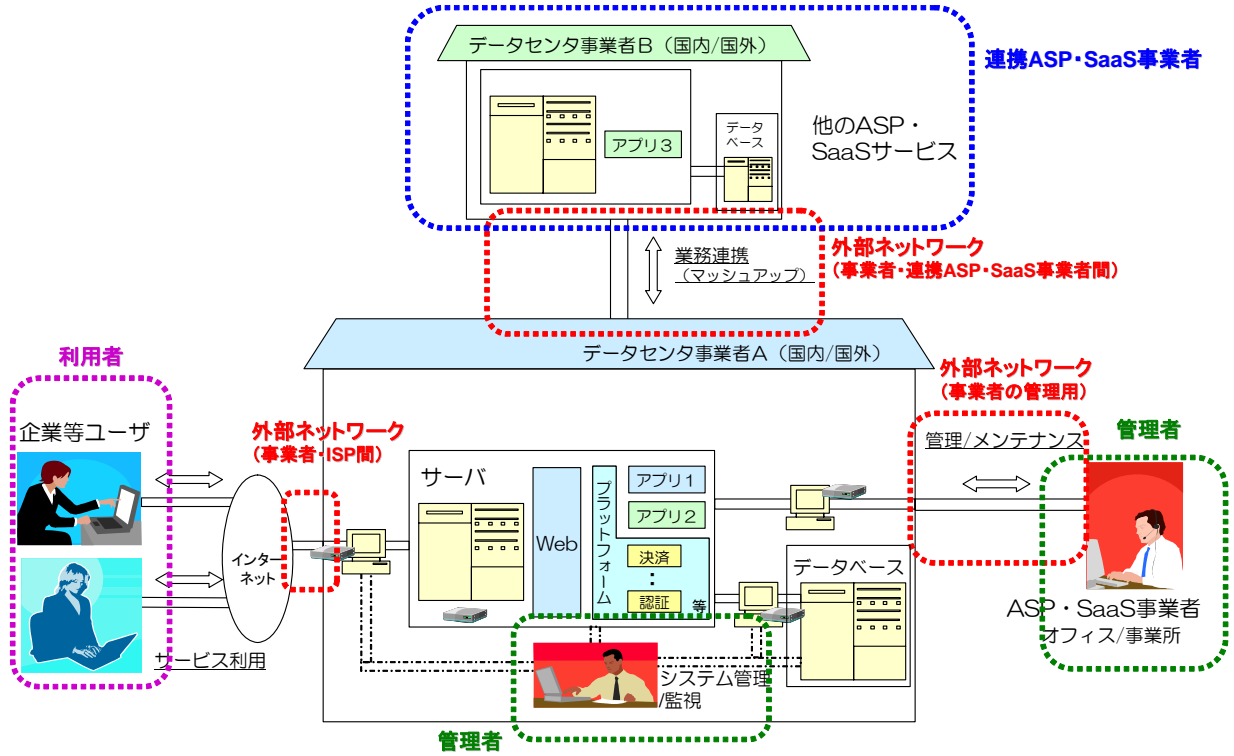 データセンタ事業者B（国内/国外）
連携ASP・SaaS事業者
アプリ3
データ
ベース
他のASP・
SaaSサービス
業務連携
（マッシュアップ）
外部ネットワーク
（事業者・連携ASP・SaaS事業者間）
データセンタ事業者A（国内/国外）
利用者
企業等ユーザ
外部ネットワーク
（事業者・ISP間）
インター
ネット
サービス利用
サーバ
Web
プラットフォーム
アプリ1
アプリ2
決済
：
認証
等
データベース
システム管理
/監視
管理者
外部ネットワーク
（事業者の管理用）
管理/メンテナンス
管理者
ASP・SaaS事業者
オフィス/事業所